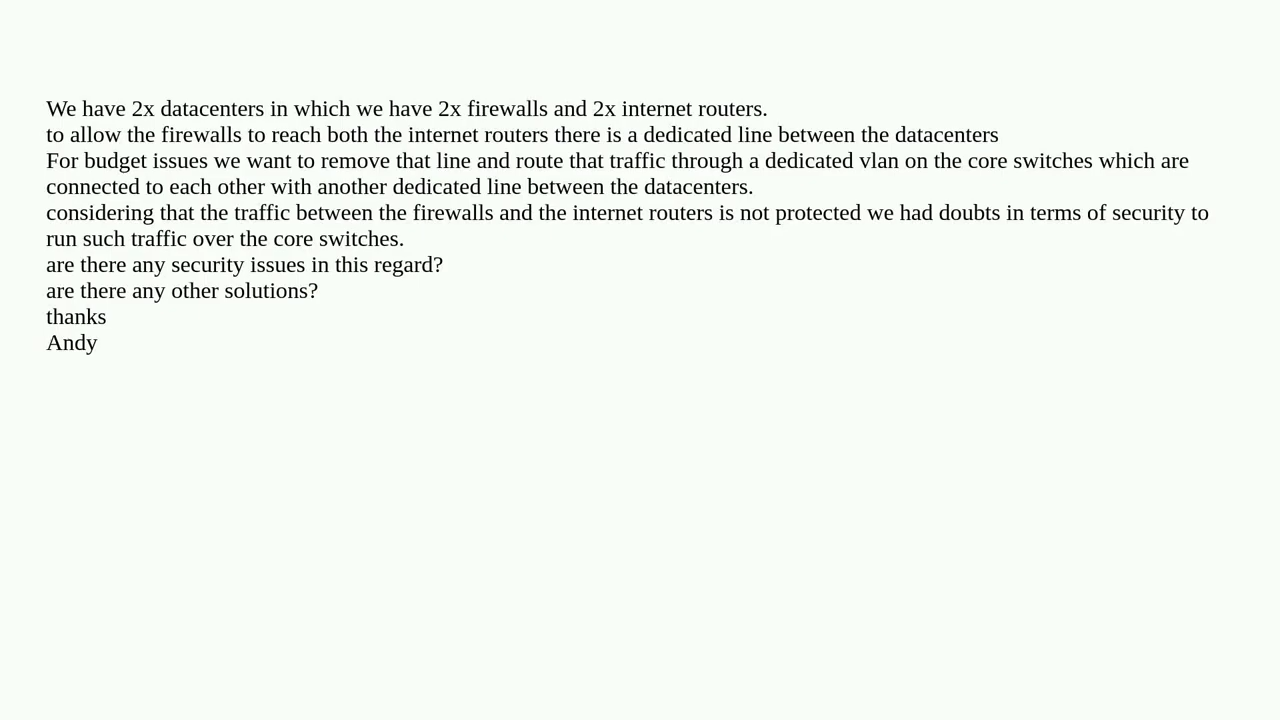 We have 2x datacenters in which we have 2x firewalls and 2x internet routers.
to allow the firewalls to reach both the internet routers there is a dedicated line between the datacenters
For budget issues we want to remove that line and route that traffic through a dedicated vlan on the core switches which are
connected to each other with another dedicated line between the datacenters.
considering that the traffic between the firewalls and the internet routers is not protected we had doubts in terms of security to
run such traffic over the core switches.
are there any security issues in this regard?
are there any other solutions?
thanks
Andy